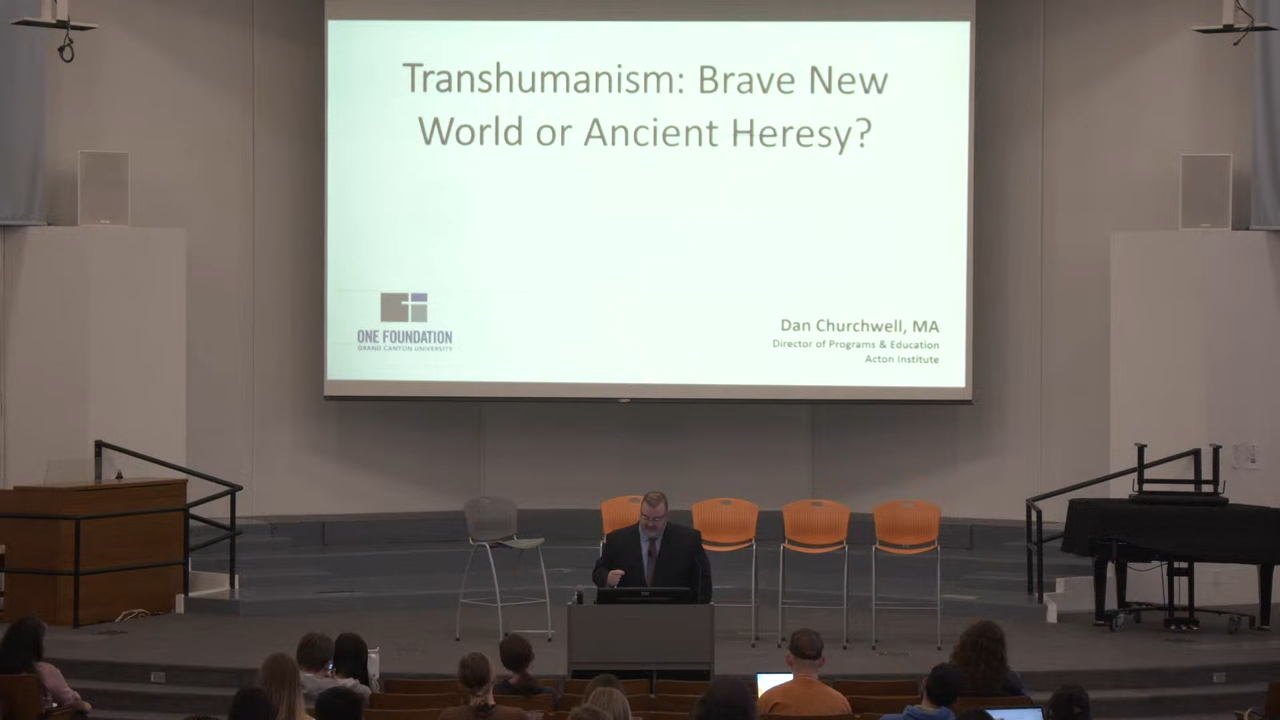 Transhumanism: Brave New
World or Ancient Heresy?
ONE FOUNDATION
GRAND CANYON UNIVERSITY
Dan Churchwell, MA
Director of Programs & Education
Acton Institute